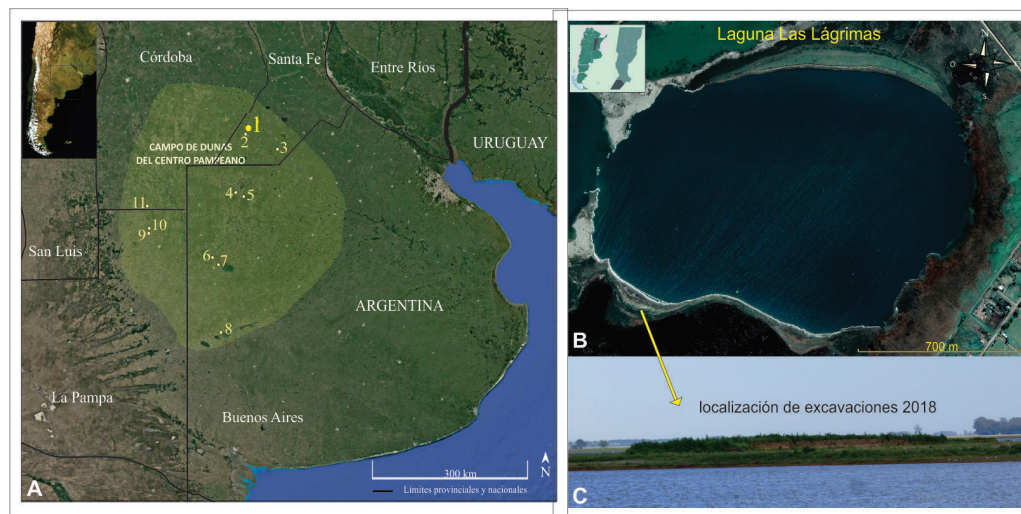 Córdoba
Santa Fe
Entre Ríos
URUGUAY
1
2
3
CAMPO DE DUNAS
DEL CENTRO PAMPEANO
4
5
11
10
9
San Luis
6
7
ARGENTINA
8
La Pampa
Buenos Aires
300 km
N
Límites provinciales y nacionales
A
Laguna Las Lágrimas
N
O
E
S
B
700 m
localización de excavaciones 2018
C